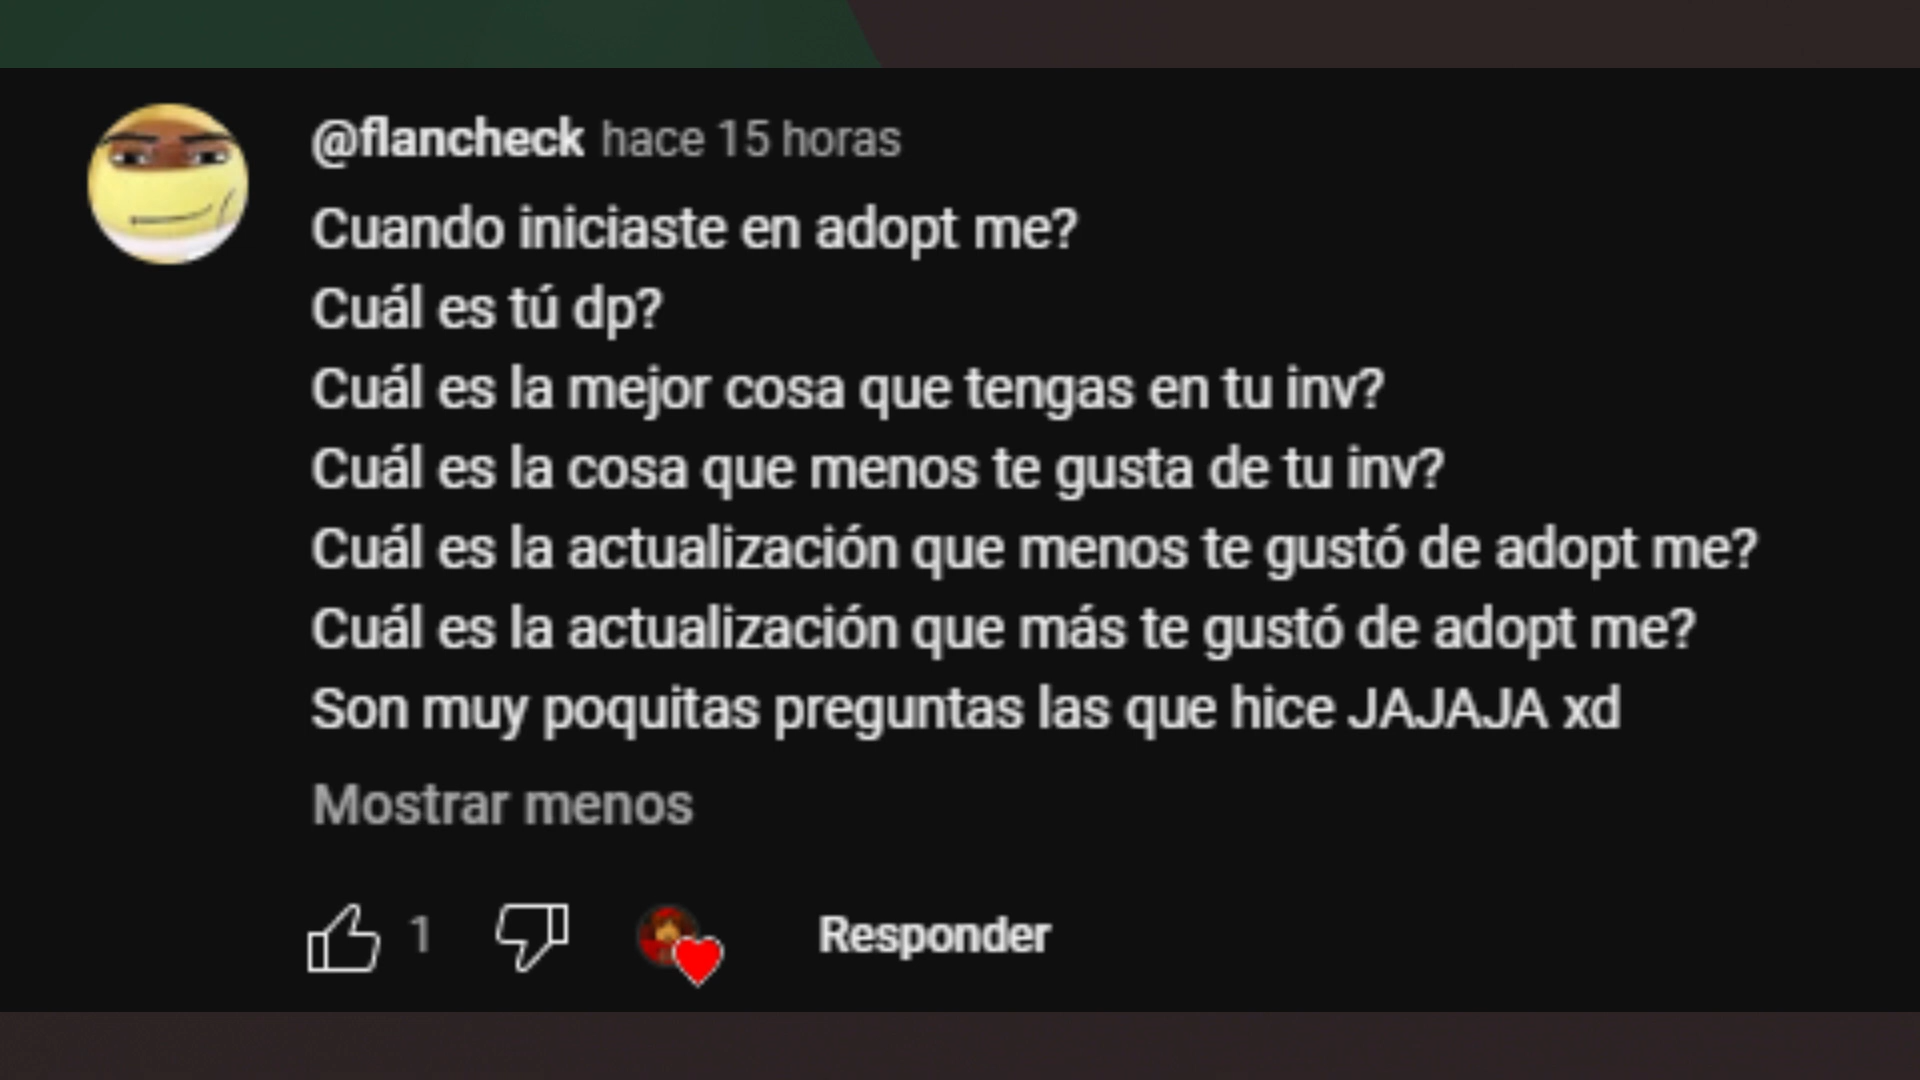 @flancheck hace 15 horas
Cuando iniciaste en adopt me?
Cuál es tú dp?
Cuál es la mejor cosa que tengas en tu inv?
Cuál es la cosa que menos te gusta de tu inv?
Cuál es la actualización que menos te gustó de adopt me?
Cuál es la actualización que más te gustó de adopt me?
Son muy poquitas preguntas las que hice JAJAJA xd
Mostrar menos
1 Responder